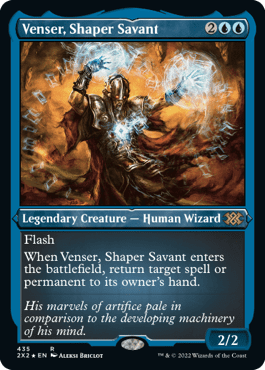 Venser, Shaper Savant 2
Legendary Creature — Human Wizard
Flash
When Venser, Shaper Savant enters
the battlefield, return target spell or
permanent to its owner's hand.
His marvels of artifice pale in
comparison to the developing machinery
of his mind.
2/2
435 R
2X2 ★ EN Aleksi Briclot
™ & © 2022 Wizards of the Coast